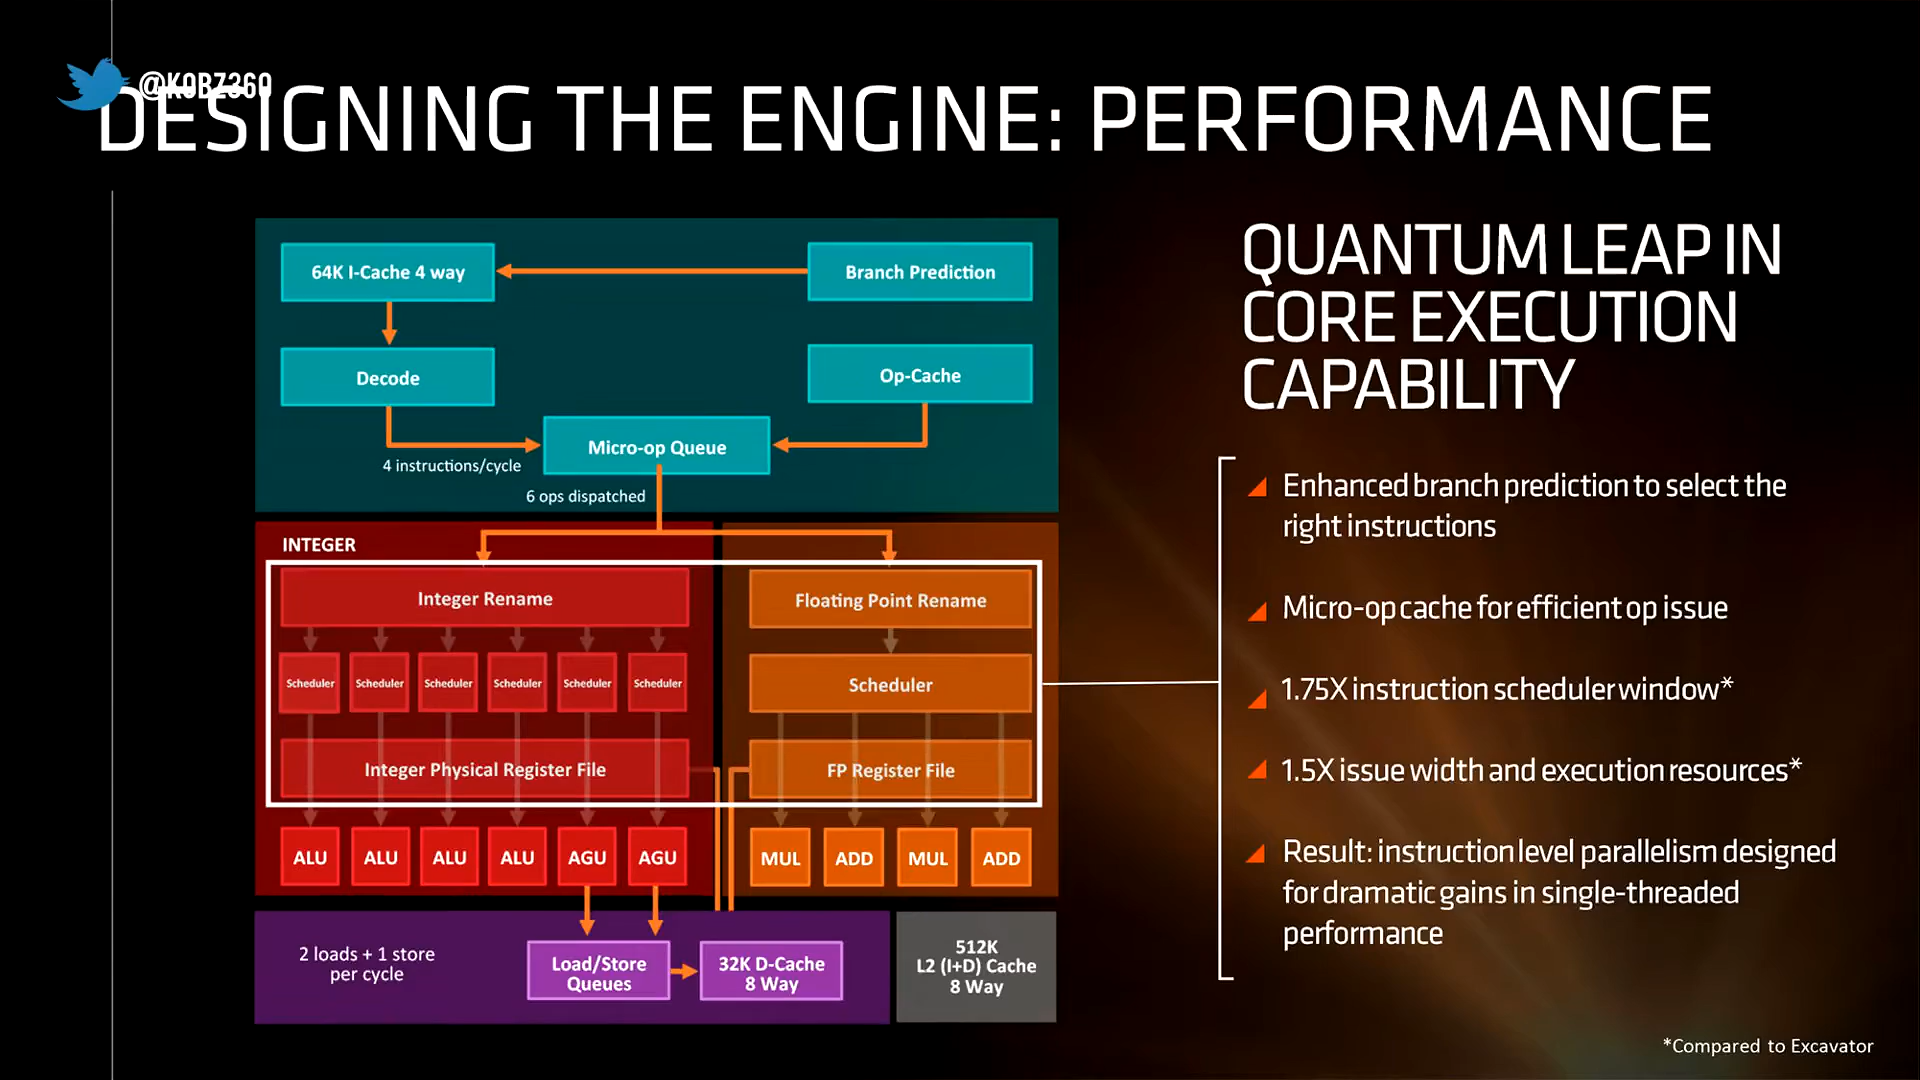 @K0BZ360
DESIGNING THE ENGINE: PERFORMANCE
64K I-Cache 4 way
Branch Prediction
Decode
Op-Cache
Micro-op Queue
4 instructions/cycle
6 ops dispatched
INTEGER
Integer Rename
Floating Point Rename
Scheduler Scheduler Scheduler Scheduler Scheduler Scheduler
Scheduler
Integer Physical Register File
FP Register File
ALU ALU ALU ALU AGU AGU
MUL ADD MUL ADD
2 loads + 1 store
per cycle
Load/Store
Queues
32K D-Cache
8 Way
512K
L2 (I+D) Cache
8 Way
QUANTUM LEAP IN
CORE EXECUTION
CAPABILITY
Enhanced branch prediction to select the
right instructions
Micro-op cache for efficient op issue
1.75X instruction scheduler window*
1.5X issue width and execution resources*
Result: instruction level parallelism designed
for dramatic gains in single-threaded
performance
*Compared to Excavator